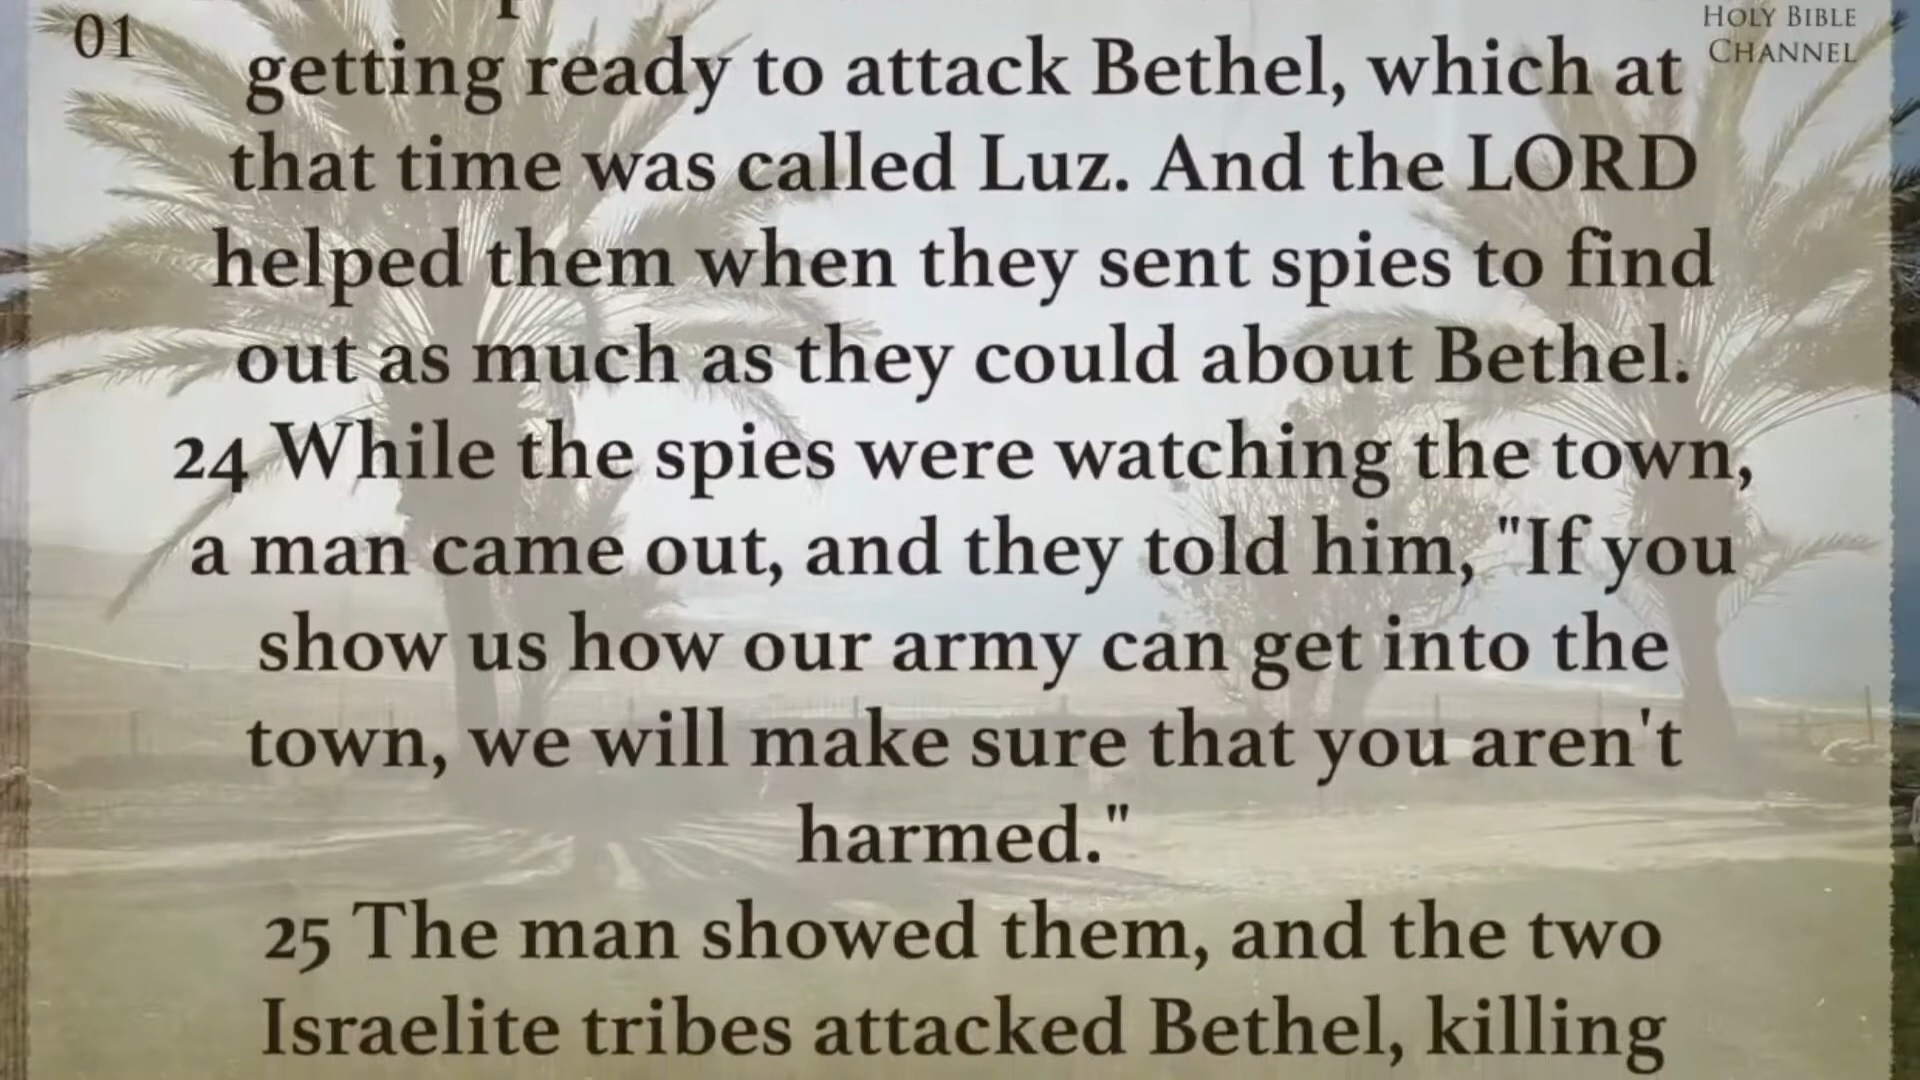 01
HOLY BIBLE
CHANNEL
getting ready to attack Bethel, which at
that time was called Luz. And the LORD
helped them when they sent spies to find
out as much as they could about Bethel.
24 While the spies were watching the town,
a man came out, and they told him, "If you
show us how our army can get into the
town, we will make sure that you aren't
harmed."
25 The man showed them, and the two
Israelite tribes attacked Bethel, killing